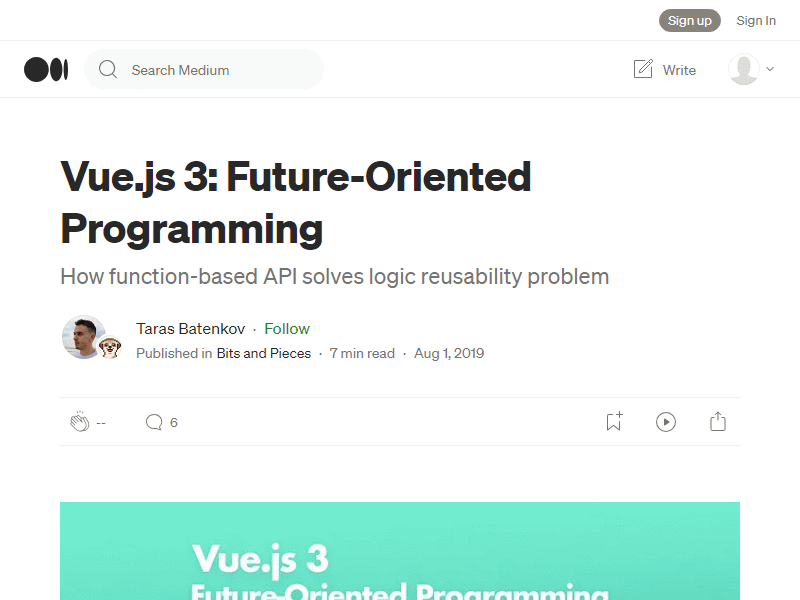 Sign up Sign In
Search Medium Write
Vue.js 3: Future-Oriented
Programming
How function-based API solves logic reusability problem
Taras Batenkov · Follow
Published in Bits and Pieces · 7 min read · Aug 1, 2019
-- 6
Vue.js 3
Future-Oriented Programming